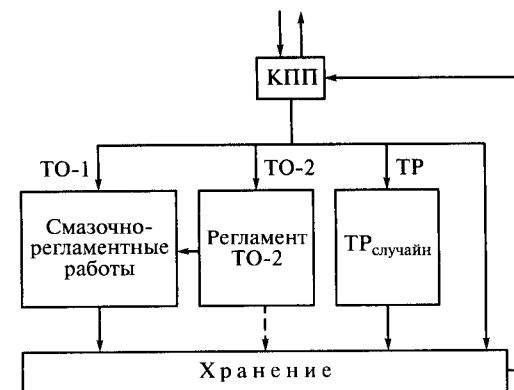 КПП
ТО-1
ТО-2
ТР
Смазочно-
регламентные
работы
Регламент
ТО-2
ТРслучайн
Хранение